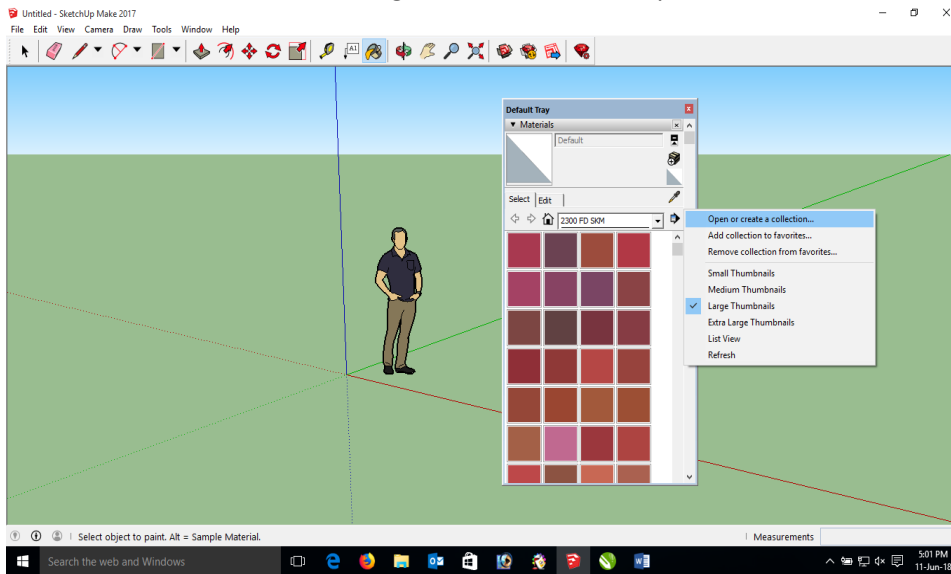 Untitled - SketchUp Make 2017
File Edit View Camera Draw Tools Window Help
A1
Default Tray
Materials
Default
Select Edit
2300 FD SKM
Open or create a collection...
Add collection to favorites...
Remove collection from favorites...
Small Thumbnails
Medium Thumbnails
Large Thumbnails
Extra Large Thumbnails
List View
Refresh
Select object to paint. Alt = Sample Material.
Measurements
Search the web and Windows
5:01 PM
11-Jun-18